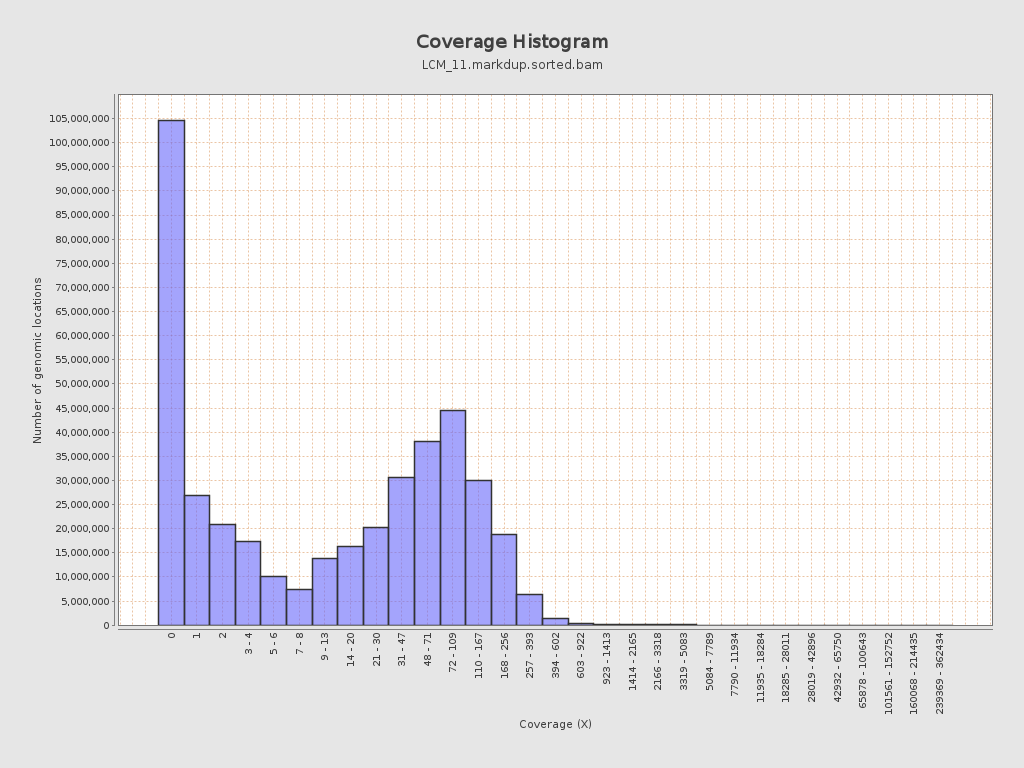 Coverage Histogram
LCM_11.markdup.sorted.bam
Number of genomic locations
105,000,000
100,000,000
95,000,000
90,000,000
85,000,000
80,000,000
75,000,000
70,000,000
65,000,000
60,000,000
55,000,000
50,000,000
45,000,000
40,000,000
35,000,000
30,000,000
25,000,000
20,000,000
15,000,000
10,000,000
5,000,000
0
0
1
2
3 - 4
5 - 6
7 - 8
9 - 13
14 - 20
21 - 30
31 - 47
48 - 71
72 - 109
110 - 167
168 - 256
257 - 393
394 - 602
603 - 922
923 - 1413
1414 - 2165
2166 - 3318
3319 - 5083
5084 - 7789
7790 - 11934
11935 - 18284
18285 - 28011
28019 - 42896
42932 - 65750
65878 - 100643
101561 - 152752
160068 - 214435
239369 - 362434
Coverage (X)